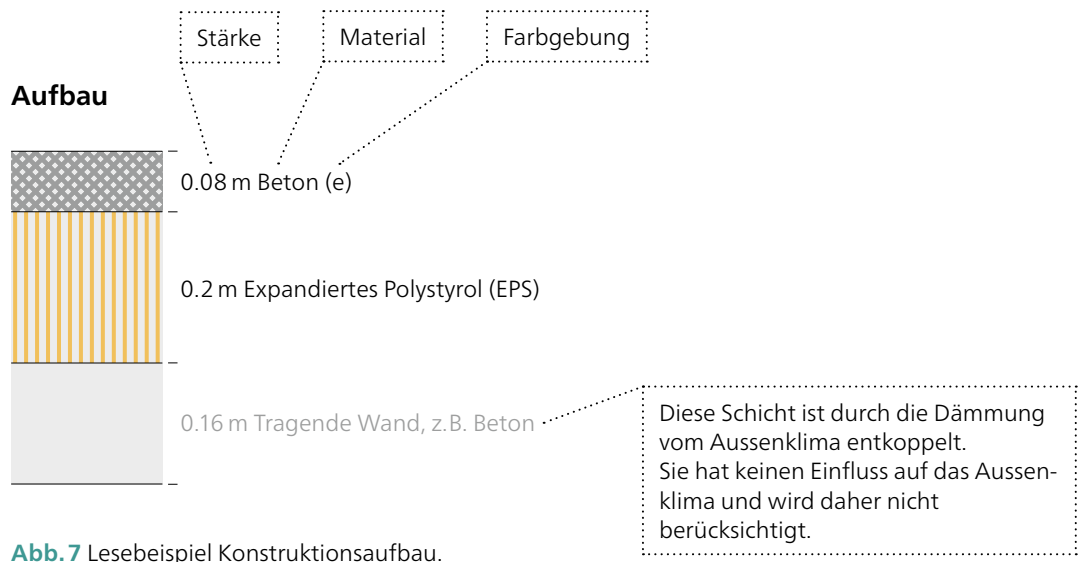 Stärke
Material
Farbgebung
Aufbau
0.08 m Beton (e)
0.2 m Expandiertes Polystyrol (EPS)
0.16 m Tragende Wand, z.B. Beton
Diese Schicht ist durch die Dämmung
vom Aussenklima entkoppelt.
Sie hat keinen Einfluss auf das Aussen-
klima und wird daher nicht
berücksichtigt.
Abb.7 Lesebeispiel Konstruktionsaufbau.